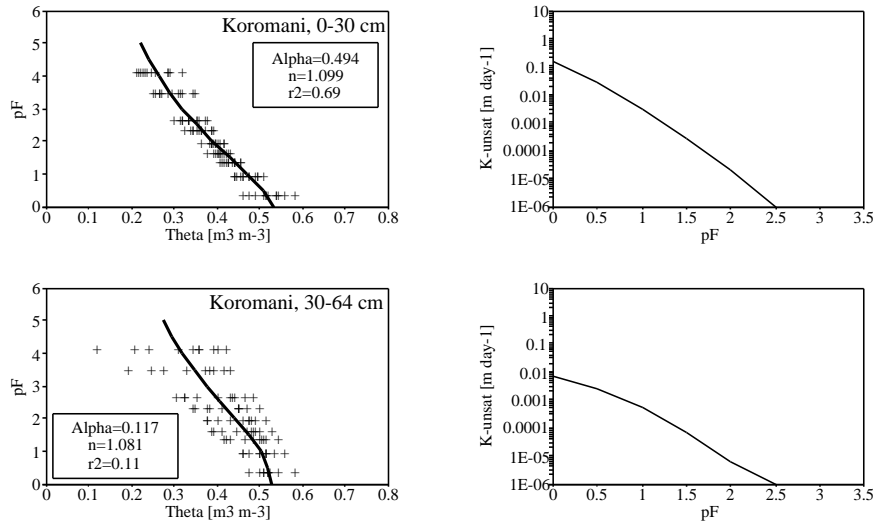 Koromani, 0-30 cm
Alpha=0.494
n=1.099
r2=0.69
pF
6
5
4
3
2
1
0
0 0.1 0.2 0.3 0.4 0.5 0.6 0.7 0.8
Theta [m3 m-3]
K-unsat [m day-1]
10
1
0.1
0.01
0.001
0.0001
1E-05
1E-06
0 0.5 1 1.5 2 2.5 3 3.5
pF
Koromani, 30-64 cm
Alpha=0.117
n=1.081
r2=0.11
pF
6
5
4
3
2
1
0
0 0.1 0.2 0.3 0.4 0.5 0.6 0.7 0.8
Theta [m3 m-3]
K-unsat [m day-1]
10
1
0.1
0.01
0.001
0.0001
1E-05
1E-06
0 0.5 1 1.5 2 2.5 3 3.5
pF